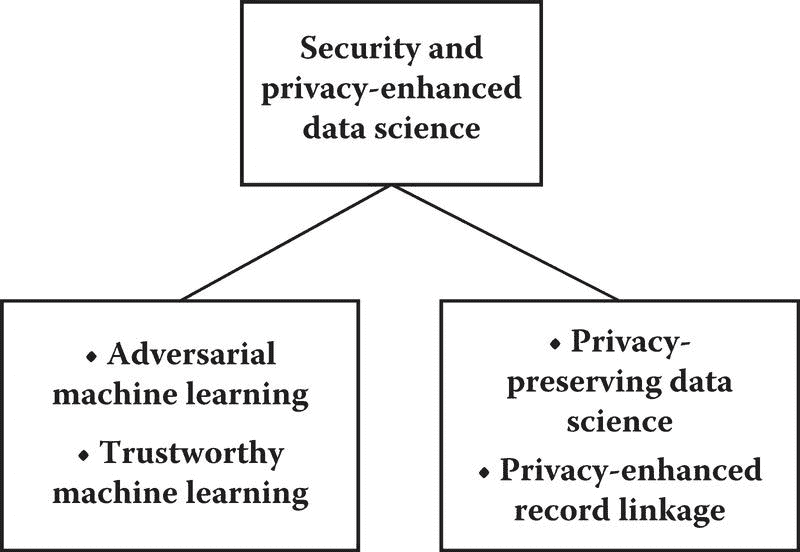 Security and
privacy-enhanced
data science
• Adversarial
machine learning
• Trustworthy
machine learning
• Privacy-
preserving data
science
• Privacy-enhanced
record linkage